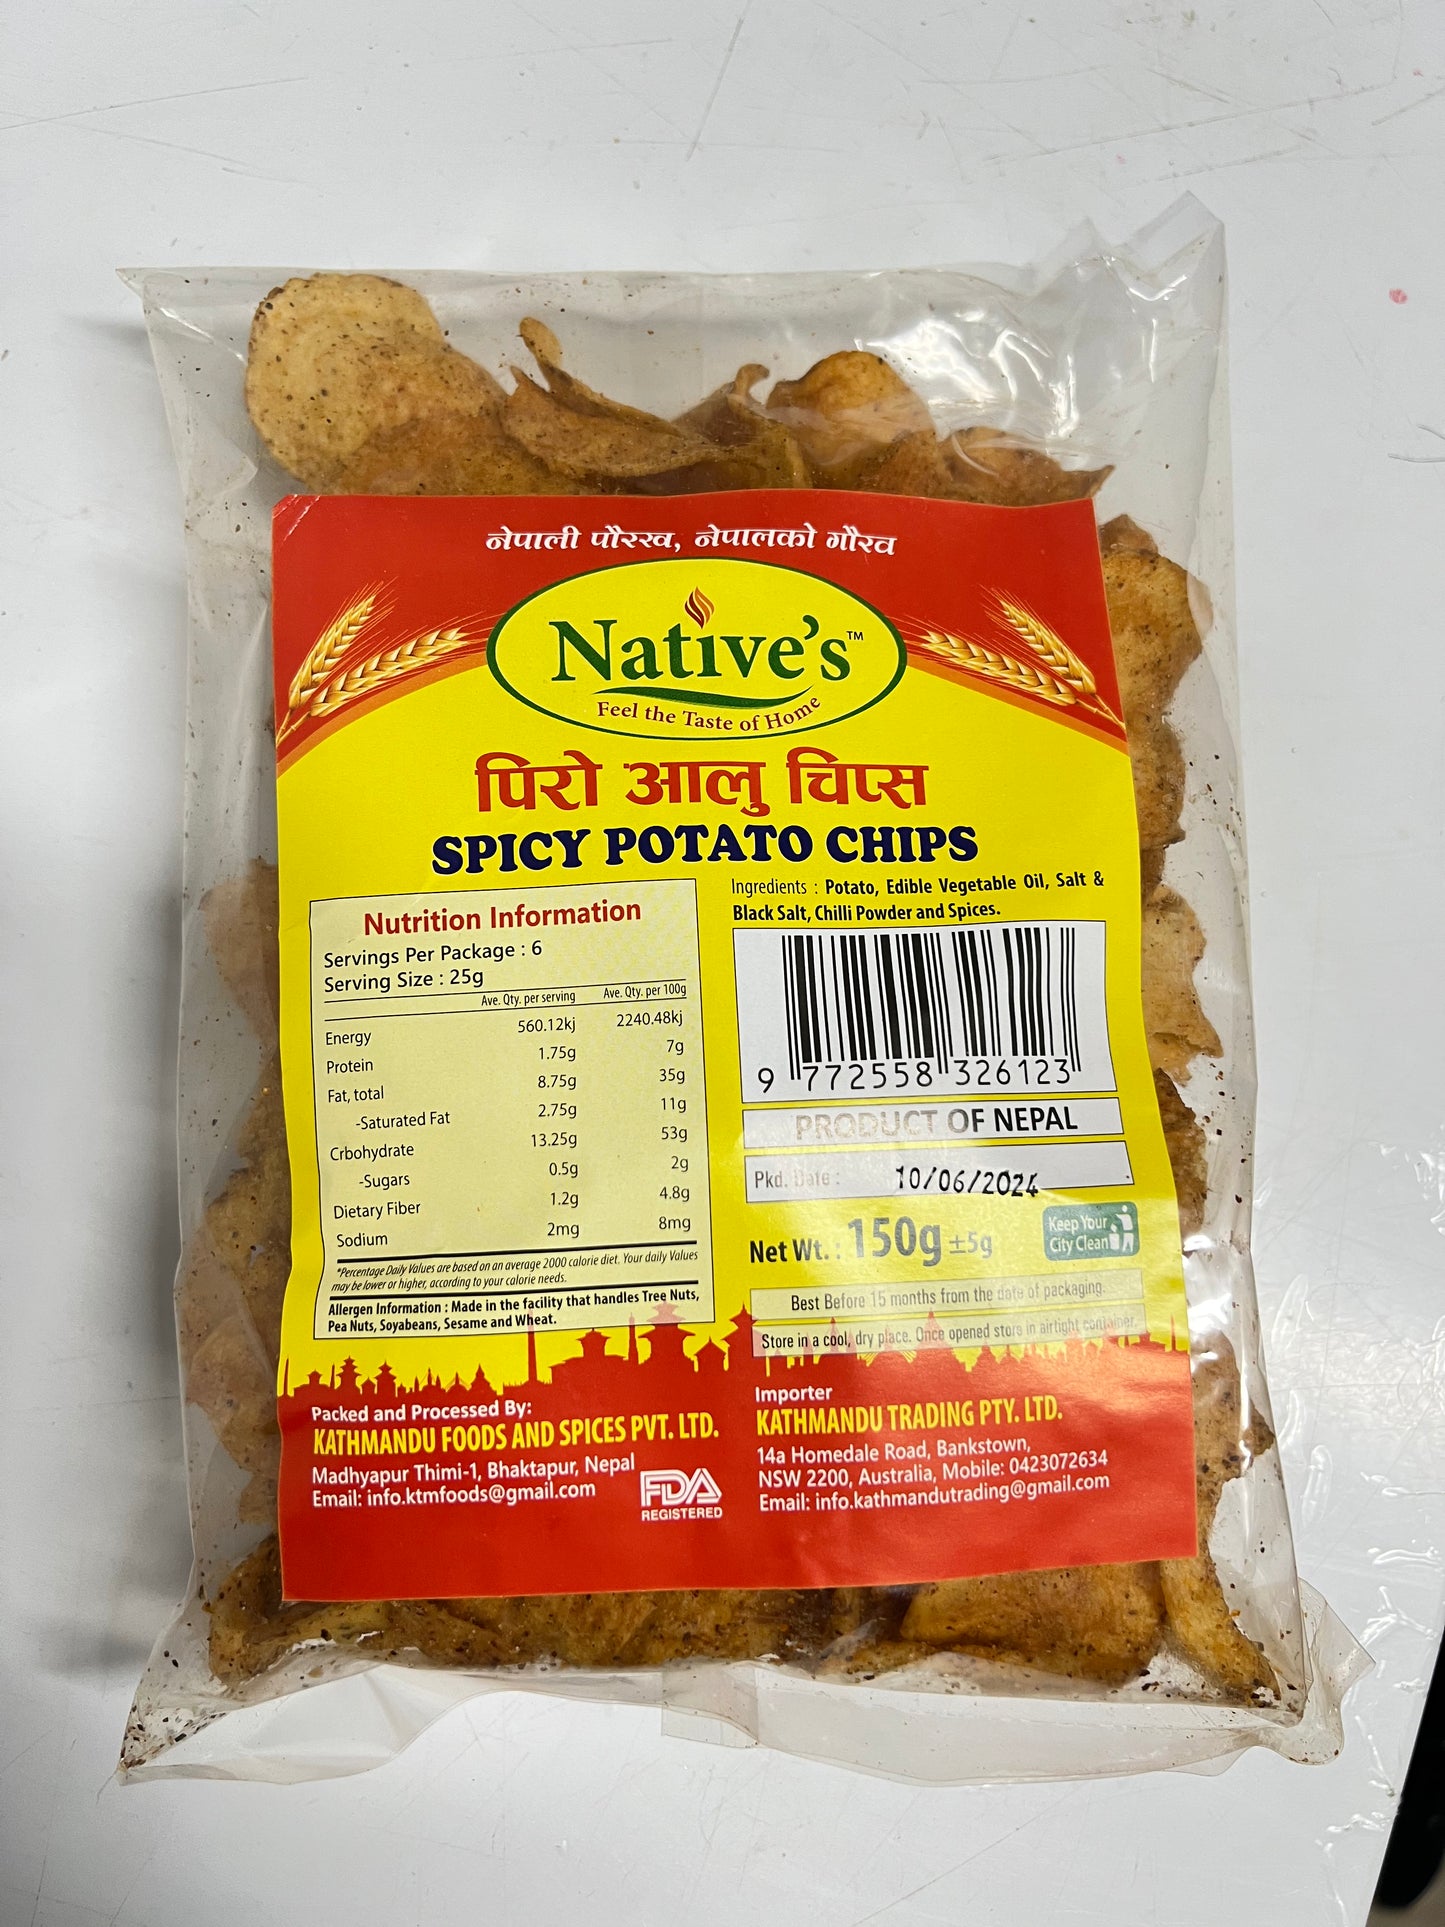 नेपाली पौरख, नेपालको गौरव
Native's™
Feel the Taste of Home
पिरो आलु चिप्स
SPICY POTATO CHIPS
Nutrition Information
Servings Per Package : 6
Serving Size : 25g
Ave. Qty. per serving Ave. Qty. per 100g
Energy 560.12kj 2240.48kj
Protein 1.75g 7g
Fat, total 8.75g 35g
-Saturated Fat 2.75g 11g
Crbohydrate 13.25g 53g
-Sugars 0.5g 2g
Dietary Fiber 1.2g 4.8g
Sodium 2mg 8mg
*Percentage Daily Values are based on an average 2000 calorie diet. Your daily Values
may be lower or higher, according to your calorie needs.
Allergen Information : Made in the facility that handles Tree Nuts,
Pea Nuts, Soyabeans, Sesame and Wheat.
Ingredients : Potato, Edible Vegetable Oil, Salt &
Black Salt, Chilli Powder and Spices.
9 772558 326123
PRODUCT OF NEPAL
Pkd. Date : 10/06/2024
Net Wt. : 150g ±5g
Keep Your
City Clean
Best Before 15 months from the date of packaging.
Store in a cool, dry place. Once opened store in airtight container.
Packed and Processed By:
KATHMANDU FOODS AND SPICES PVT. LTD.
Madhyapur Thimi-1, Bhaktapur, Nepal
Email: info.ktmfoods@gmail.com
FDA
REGISTERED
Importer
KATHMANDU TRADING PTY. LTD.
14a Homedale Road, Bankstown,
NSW 2200, Australia, Mobile: 0423072634
Email: info.kathmandutrading@gmail.com